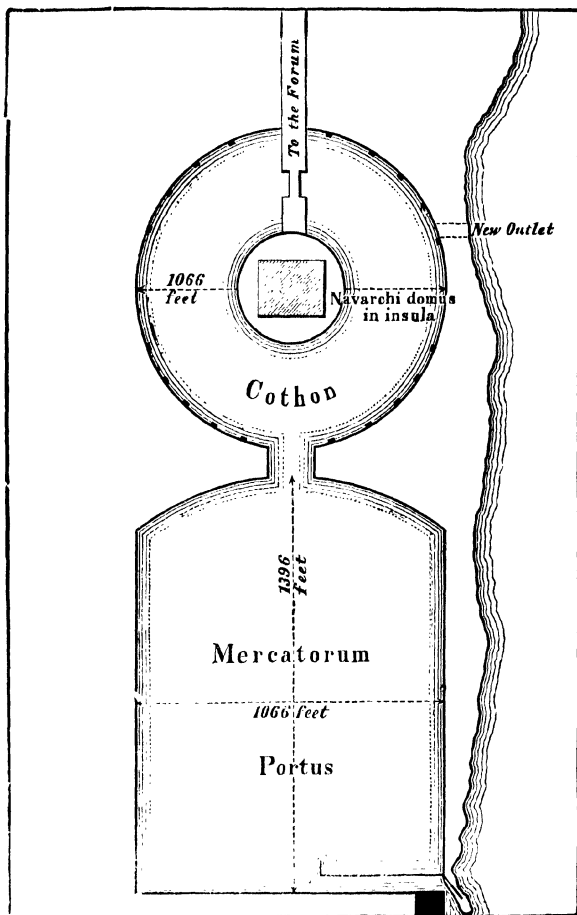 To the Forum
New Outlet
1066
feet
Navarchi domus
in insula
Cothon
1396
feet
Mercatorum
1066 feet
Portus